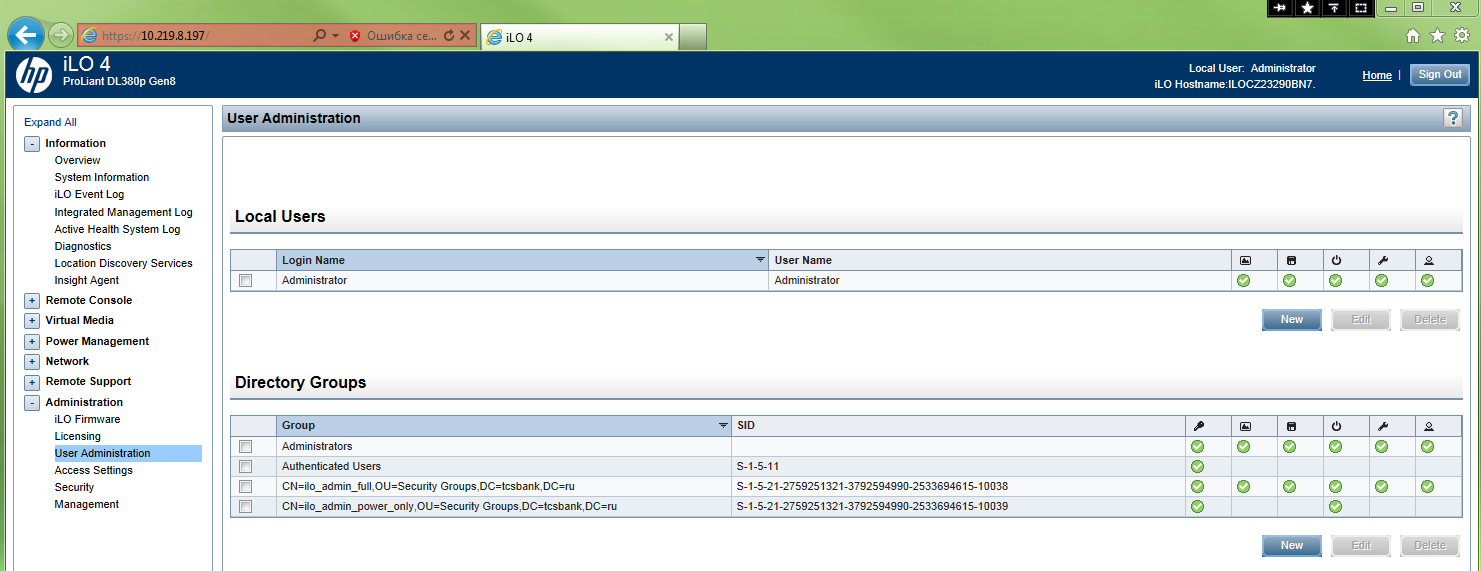 https://10.219.8.197/
Ошибка се...
iLO 4
hp
iLO 4
ProLiant DL380p Gen8
Local User: Administrator
iLO Hostname:ILOCZ23290BN7.
Home |
Sign Out
Expand All
- Information
Overview
System Information
iLO Event Log
Integrated Management Log
Active Health System Log
Diagnostics
Location Discovery Services
Insight Agent
+ Remote Console
+ Virtual Media
+ Power Management
+ Network
+ Remote Support
- Administration
iLO Firmware
Licensing
User Administration
Access Settings
Security
Management
User Administration
?
Local Users
Login Name User Name
Administrator Administrator
New Edit Delete
Directory Groups
Group SID
Administrators
Authenticated Users S-1-5-11
CN=ilo_admin_full,OU=Security Groups,DC=tcsbank,DC=ru S-1-5-21-2759251321-3792594990-2533694615-10038
CN=ilo_admin_power_only,OU=Security Groups,DC=tcsbank,DC=ru S-1-5-21-2759251321-3792594990-2533694615-10039
New Edit Delete